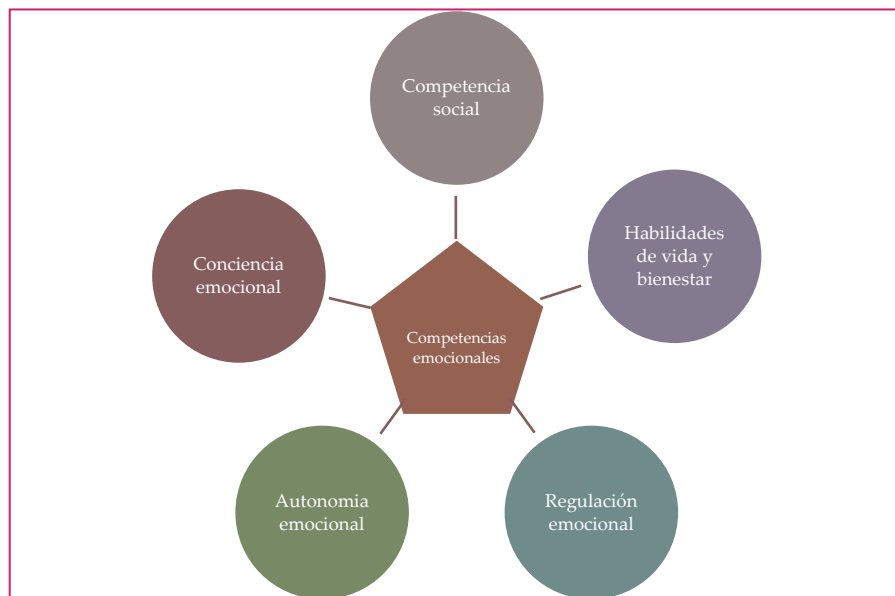 Competencia
social
Habilidades
de vida y
bienestar
Conciencia
emocional
Competencias
emocionales
Autonomia
emocional
Regulación
emocional